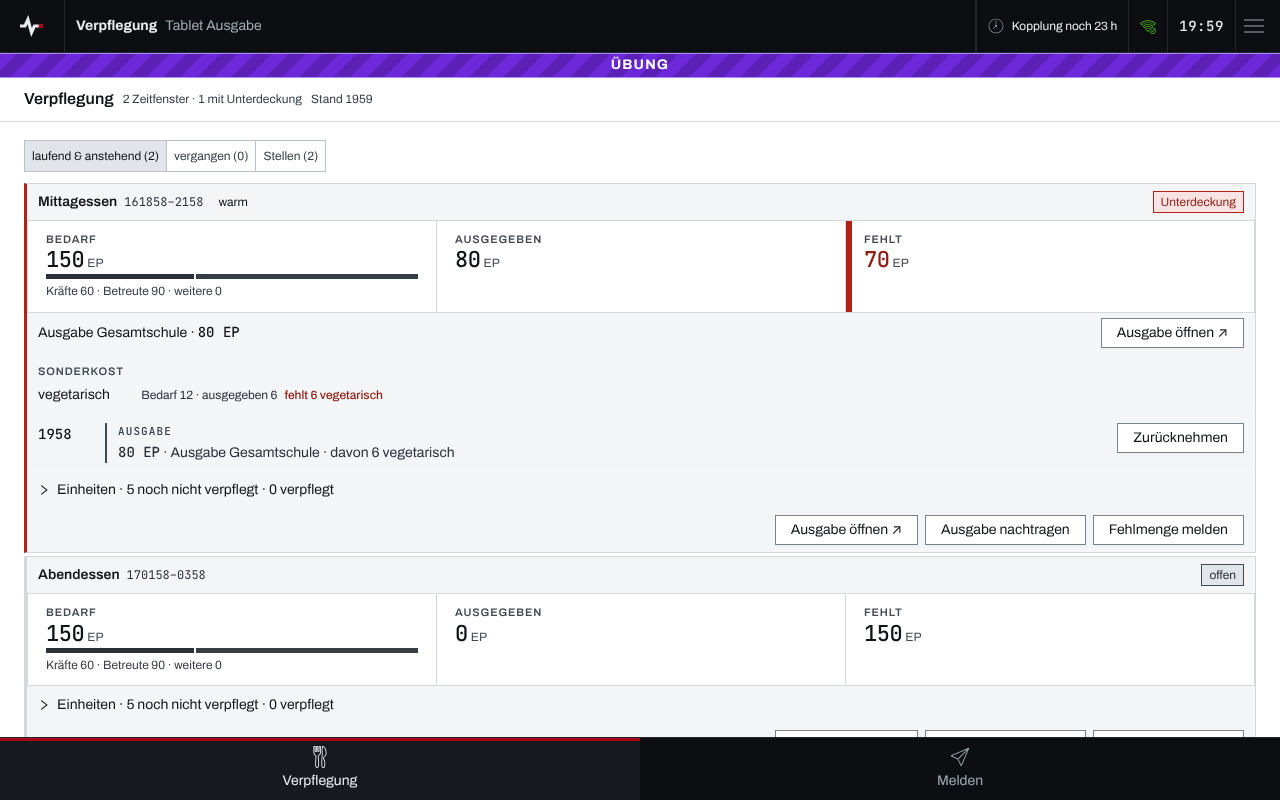 Verpflegung Tablet Ausgabe
Kopplung noch 23 h
19:59
ÜBUNG
Verpflegung 2 Zeitfenster · 1 mit Unterdeckung Stand 1959
laufend & anstehend (2) vergangen (0) Stellen (2)
Mittagessen 161858–2158 warm Unterdeckung
BEDARF AUSGEGEBEN FEHLT
150 EP 80 EP 70 EP
Kräfte 60 · Betreute 90 · weitere 0
Ausgabe Gesamtschule · 80 EP Ausgabe öffnen ↗
SONDERKOST
vegetarisch Bedarf 12 · ausgegeben 6 fehlt 6 vegetarisch
1958 AUSGABE Zurücknehmen
80 EP · Ausgabe Gesamtschule · davon 6 vegetarisch
Einheiten · 5 noch nicht verpflegt · 0 verpflegt
Ausgabe öffnen ↗ Ausgabe nachtragen Fehlmenge melden
Abendessen 170158–0358 offen
BEDARF AUSGEGEBEN FEHLT
150 EP 0 EP 150 EP
Kräfte 60 · Betreute 90 · weitere 0
Einheiten · 5 noch nicht verpflegt · 0 verpflegt
Verpflegung Melden